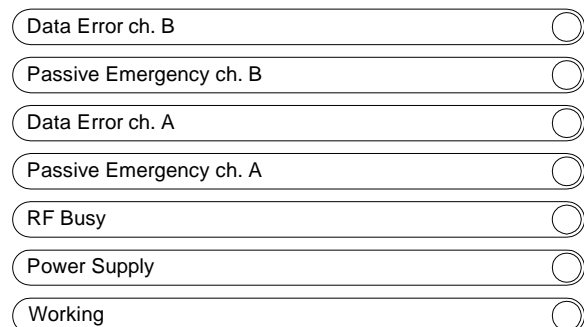 Data Error ch. B
Passive Emergency ch. B
Data Error ch. A
Passive Emergency ch. A
RF Busy
Power Supply
Working